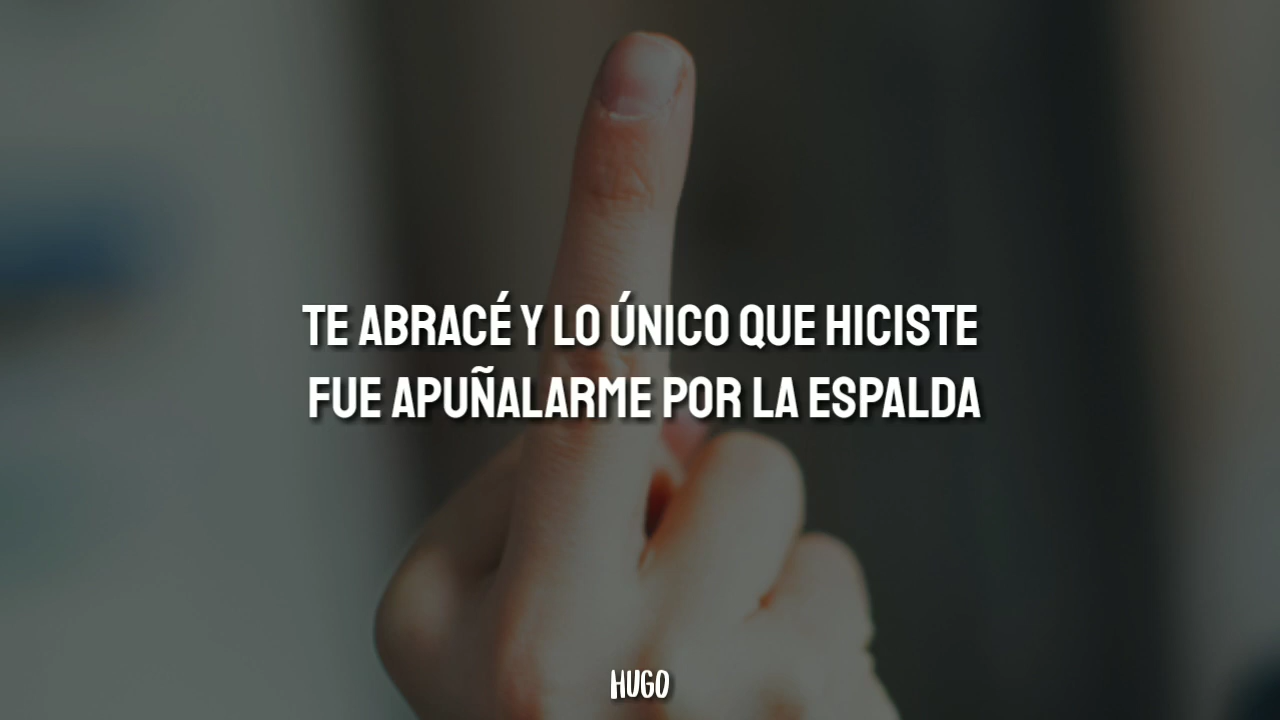 TE ABRACÉ Y LO ÚNICO QUE HICISTE
FUE APUÑALARME POR LA ESPALDA
HUGO